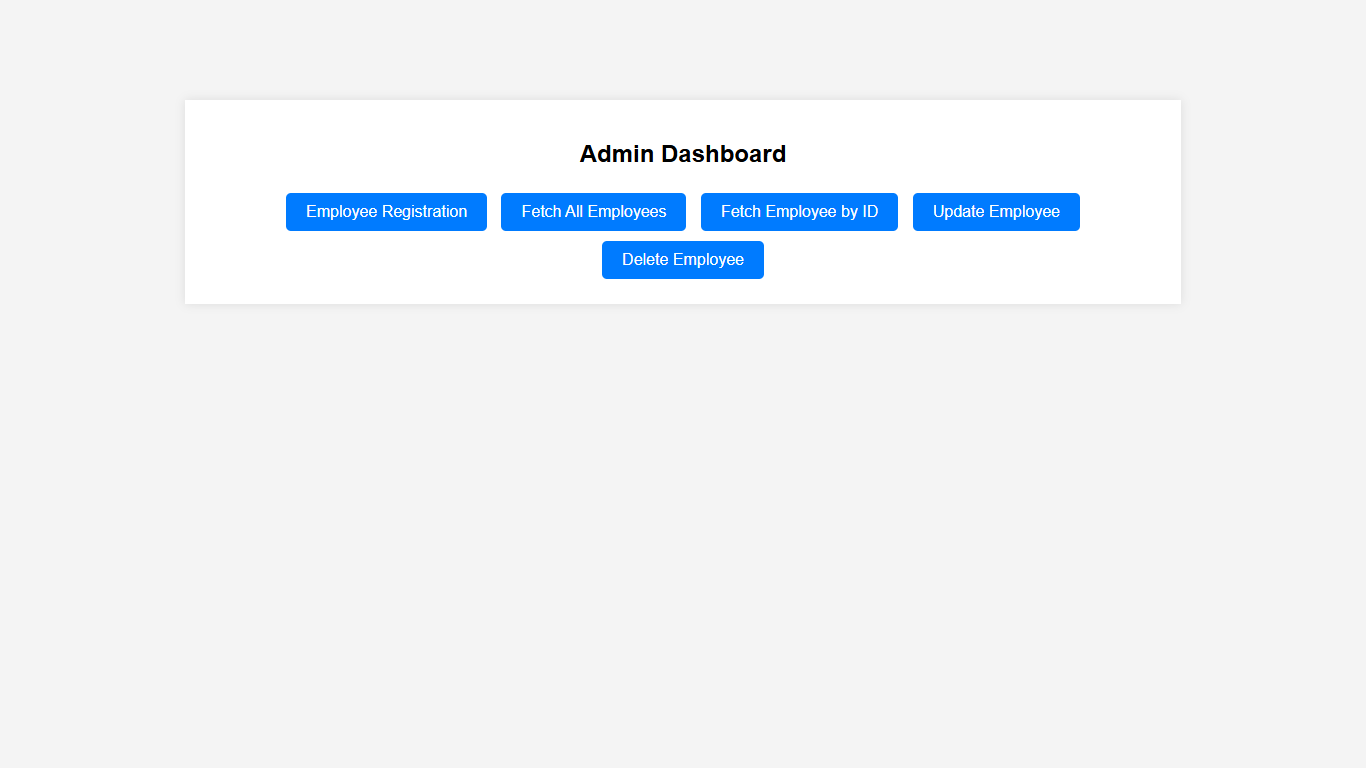 Admin Dashboard
Employee Registration Fetch All Employees Fetch Employee by ID Update Employee
Delete Employee